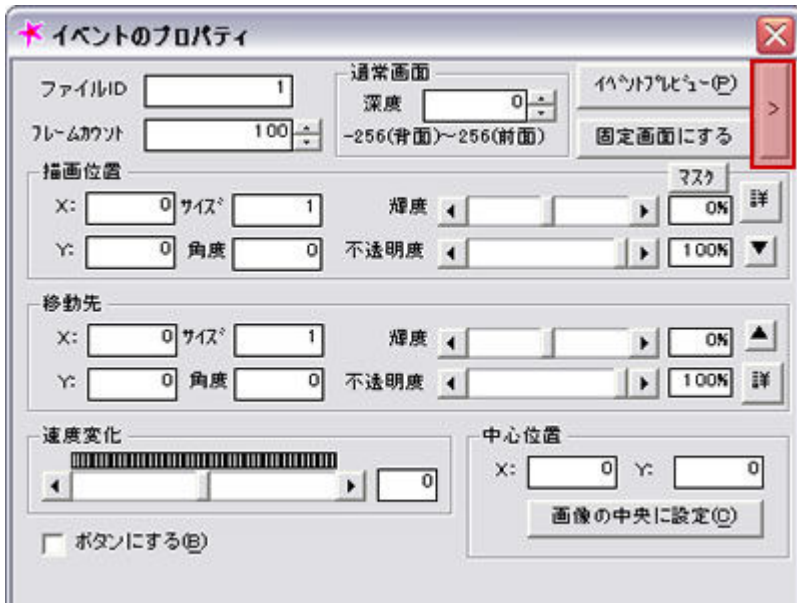 イベントのプロパティ
ファイルID 1
フレームカウント 100
通常画面
深度 0
-256(背面)～256(前面)
イベントプレビュー(P)
固定画面にする
>
描画位置
マスク
X: 0 サイズ 1 輝度 0% 詳
Y: 0 角度 0 不透明度 100% ▼
移動先
X: 0 サイズ 1 輝度 0% ▲
Y: 0 角度 0 不透明度 100% 詳
速度変化
0
中心位置
X: 0 Y: 0
画像の中央に設定(C)
ボタンにする(B)